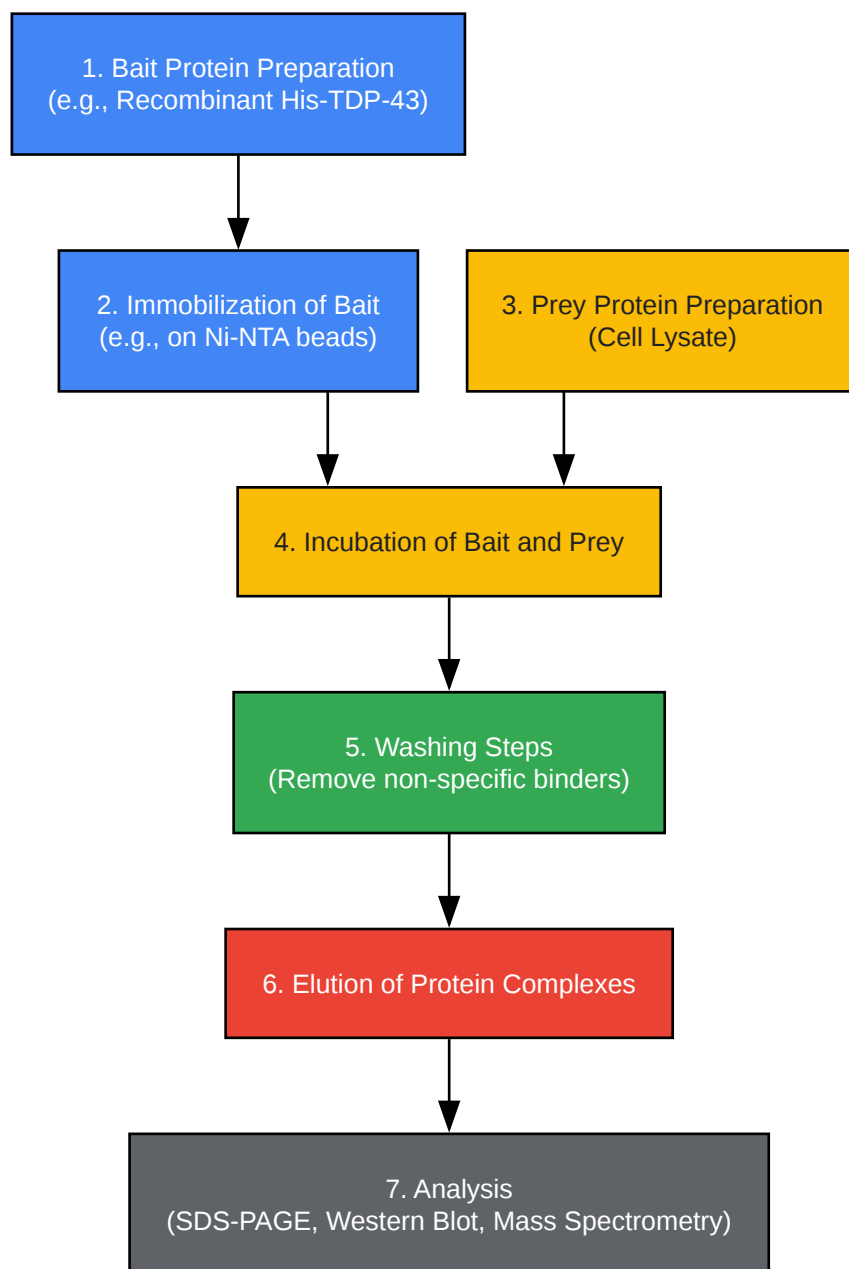 1. Bait Protein Preparation
(e.g., Recombinant His-TDP-43)
2. Immobilization of Bait
(e.g., on Ni-NTA beads)
3. Prey Protein Preparation
(Cell Lysate)
4. Incubation of Bait and Prey
5. Washing Steps
(Remove non-specific binders)
6. Elution of Protein Complexes
7. Analysis
(SDS-PAGE, Western Blot, Mass Spectrometry)